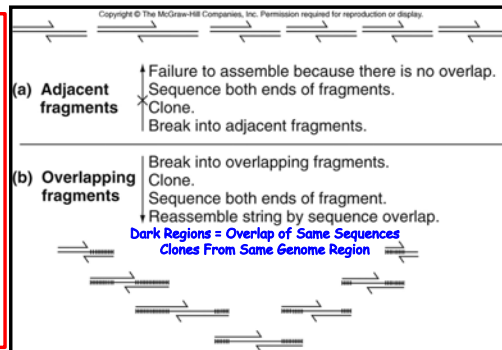 Copyright © The McGraw-Hill Companies, Inc. Permission required for reproduction or display.
Failure to assemble because there is no overlap.
(a) Adjacent Sequence both ends of fragments.
fragments Clone.
Break into adjacent fragments.
Break into overlapping fragments.
(b) Overlapping Clone.
fragments Sequence both ends of fragment.
Reassemble string by sequence overlap.
Dark Regions = Overlap of Same Sequences
Clones From Same Genome Region